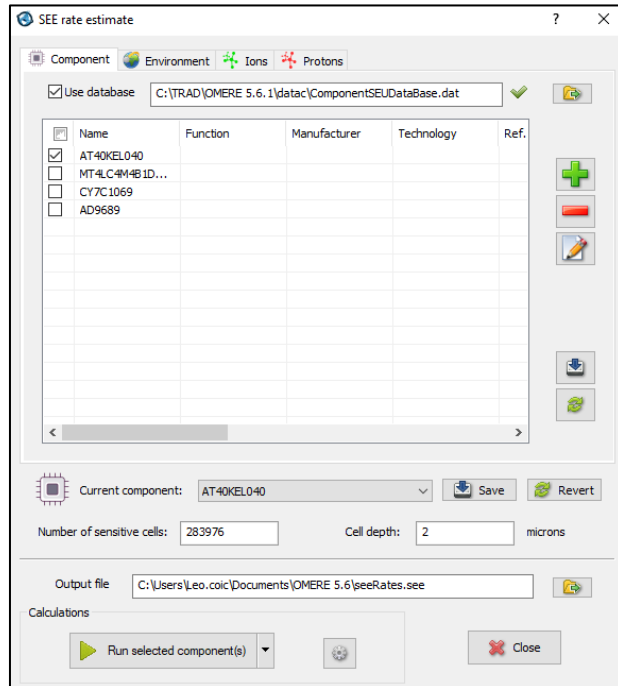 SEE rate estimate ? X
Component Environment Ions Protons
Use database C:\TRAD\OMERE 5.6.1\datac\ComponentSEUDataBase.dat
Name Function Manufacturer Technology Ref.
AT40KEL040
MT4LC4M4B1D...
CY7C1069
AD9689
Current component: AT40KEL040 Save Revert
Number of sensitive cells: 283976 Cell depth: 2 microns
Output file C:\Users\Leo.coic\Documents\OMERE 5.6\seeRates.see
Calculations
Run selected component(s) Close